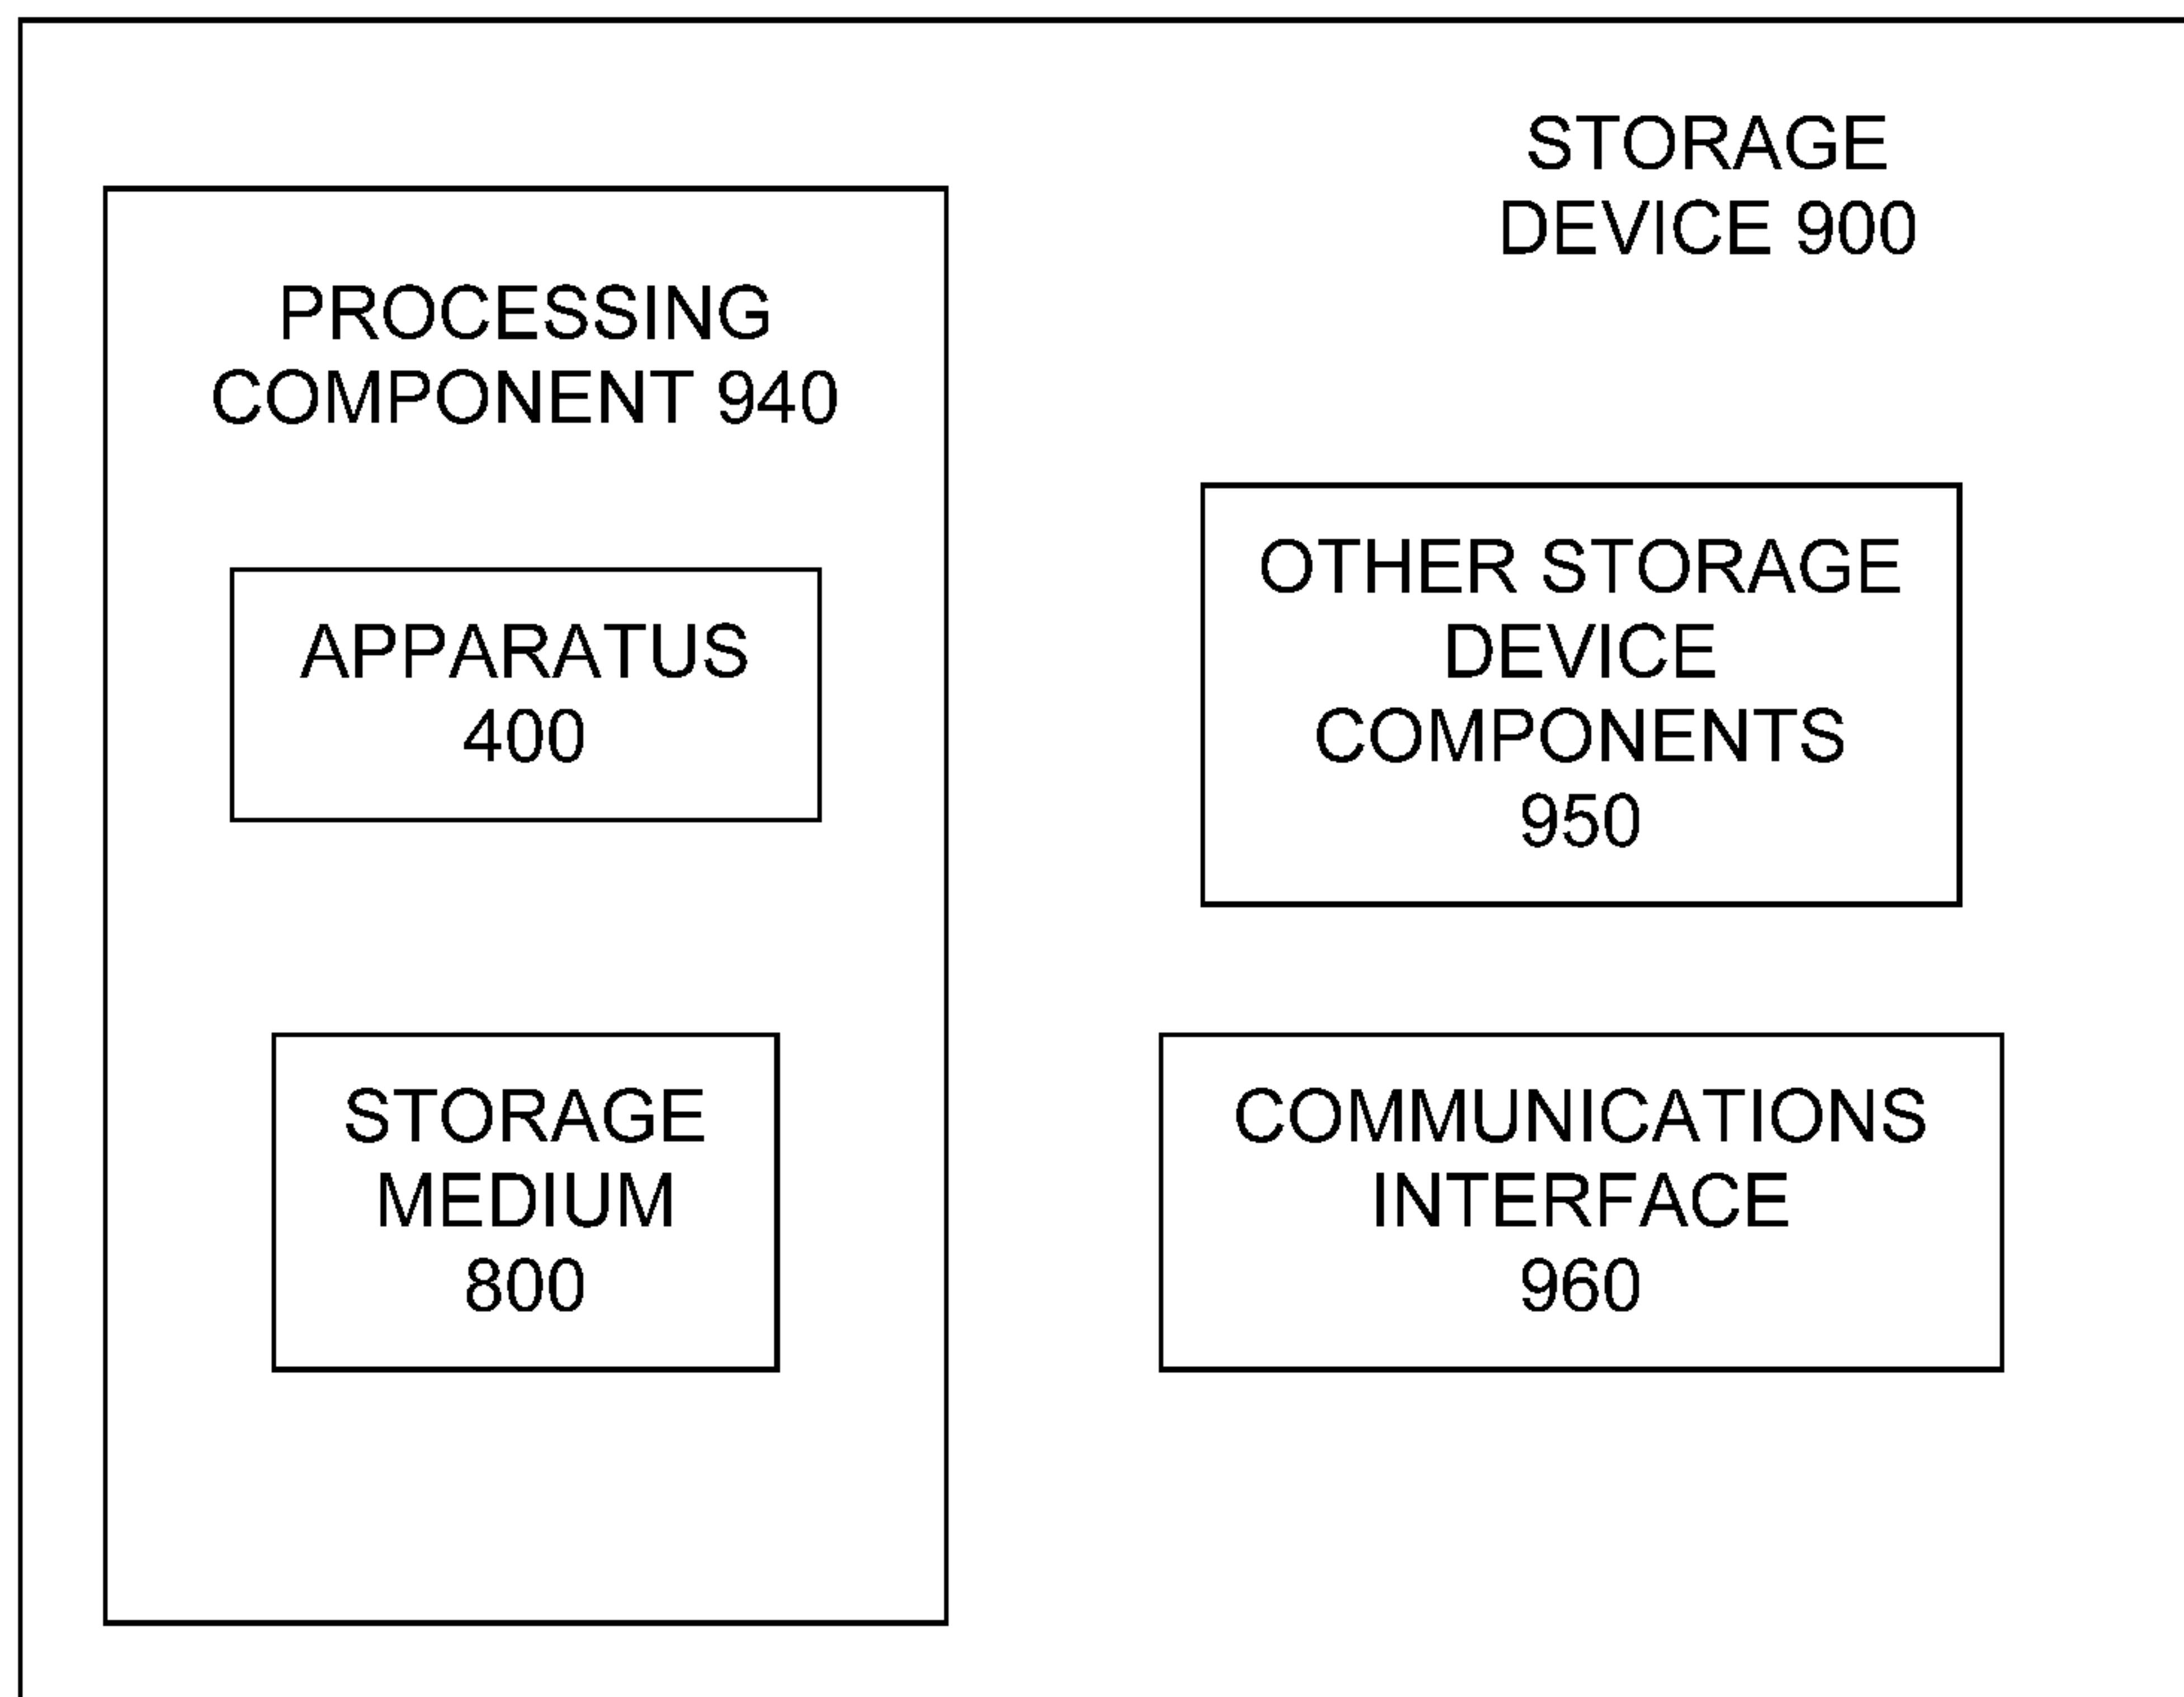 STORAGE
DEVICE 900
PROCESSING
COMPONENT 940
APPARATUS
400
STORAGE
MEDIUM
800
OTHER STORAGE
DEVICE
COMPONENTS
950
COMMUNICATIONS
INTERFACE
960